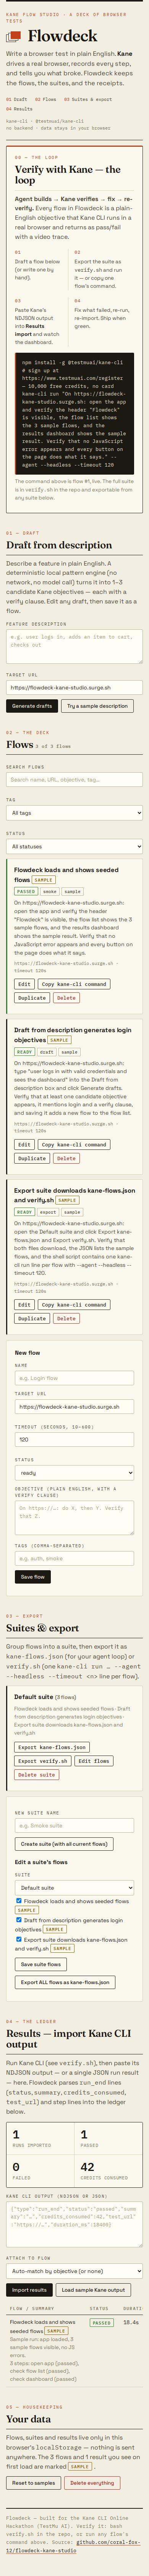 KANE FLOW STUDIO · A DECK OF BROWSER
TESTS
Flowdeck
Write a browser test in plain English. Kane
drives a real browser, records every step,
and tells you what broke. Flowdeck keeps
the flows, the suites, and the receipts.
01 Draft 02 Flows 03 Suites & export
04 Results
kane-cli · @testmuai/kane-cli
no backend · data stays in your browser
00 — THE LOOP
Verify with Kane — the
loop
Agent builds → Kane verifies → fix → re-
verify. Every flow in Flowdeck is a plain-
English objective that Kane CLI runs in a
real browser and returns as pass/fail
with a video trace.
01
Draft a flow below
(or write one by
hand).
02
Export the suite as
verify.sh and run
it — or copy one
flow's command.
03
Paste Kane's
NDJSON output
into Results
import and watch
the dashboard.
04
Fix what failed, re-run,
re-import. Ship when
green.
npm install -g @testmuai/kane-cli
# sign up at
https://www.testmuai.com/register
— 10,000 free credits, no card
kane-cli run "On https://flowdeck-
kane-studio.surge.sh: open the app
and verify the header "Flowdeck"
is visible, the flow list shows
the 3 sample flows, and the
results dashboard shows the sample
result. Verify that no JavaScript
error appears and every button on
the page does what it says." --
agent --headless --timeout 120
The command above is flow #1, live. The full
suite is in verify.sh in the repo and exportable
from any suite below.
01 — DRAFT
Draft from description
Describe a feature in plain English. A
deterministic local pattern engine (no
network, no model call) turns it into 1–3
candidate Kane objectives — each with a
verify clause. Edit any draft, then save it as a
flow.
FEATURE DESCRIPTION
e.g. user logs in, adds an item to cart,
checks out
TARGET URL
https://flowdeck-kane-studio.surge.sh
Generate drafts Try a sample description
02 — THE DECK
Flows 3 of 3 flows
SEARCH FLOWS
Search name, URL, objective, tag…
TAG
All tags
STATUS
All statuses
Flowdeck loads and shows seeded
flows SAMPLE
PASSED smoke sample
On https://flowdeck-kane-studio.surge.sh:
open the app and verify the header
"Flowdeck" is visible, the flow list shows the
3 sample flows, and the results dashboard
shows the sample result. Verify that no
JavaScript error appears and every button on
the page does what it says.
https://flowdeck-kane-studio.surge.sh ·
timeout 120s
Edit Copy kane-cli command
Duplicate Delete
Draft from description generates login
objectives SAMPLE
READY draft sample
On https://flowdeck-kane-studio.surge.sh:
type "user logs in with valid credentials and
sees the dashboard" into the Draft from
description box and click Generate drafts.
Verify that at least one candidate objective
appears, it mentions login and a verify clause,
and saving it adds a new flow to the flow list.
https://flowdeck-kane-studio.surge.sh ·
timeout 120s
Edit Copy kane-cli command
Duplicate Delete
Export suite downloads kane-flows.json
and verify.sh SAMPLE
READY export sample
On https://flowdeck-kane-studio.surge.sh:
open the Default suite and click Export kane-
flows.json and Export verify.sh. Verify that
both files download, the JSON lists the sample
flows, and the shell script contains one kane-
cli run line per flow with --agent --headless --
timeout 120.
https://flowdeck-kane-studio.surge.sh ·
timeout 120s
Edit Copy kane-cli command
Duplicate Delete
New flow
NAME
e.g. Login flow
TARGET URL
https://flowdeck-kane-studio.surge.sh
TIMEOUT (SECONDS, 10–600)
120
STATUS
ready
OBJECTIVE (PLAIN ENGLISH, WITH A
VERIFY CLAUSE)
On https://…: do X, then Y. Verify
that Z.
TAGS (COMMA-SEPARATED)
e.g. auth, smoke
Save flow
03 — EXPORT
Suites & export
Group flows into a suite, then export it as
kane-flows.json (for your agent loop) or
verify.sh (one kane-cli run … --agent
--headless --timeout <n> line per flow).
Default suite (3 flows)
Flowdeck loads and shows seeded flows · Draft
from description generates login objectives ·
Export suite downloads kane-flows.json and
verify.sh
Export kane-flows.json
Export verify.sh Edit flows
Delete suite
NEW SUITE NAME
e.g. Smoke suite
Create suite (with all current flows)
Edit a suite's flows
SUITE
Default suite
Flowdeck loads and shows seeded flows
SAMPLE
Draft from description generates login
objectives SAMPLE
Export suite downloads kane-flows.json
and verify.sh SAMPLE
Save suite flows
Export ALL flows as kane-flows.json
04 — THE LEDGER
Results — import Kane CLI
output
Run Kane CLI (see verify.sh), then paste its
NDJSON output — or a single JSON result
— here. Flowdeck parses run_end lines
(status, summary, credits_consumed,
test_url) and step lines into the ledger
below.
1
RUNS IMPORTED
1
PASSED
0
FAILED
42
CREDITS CONSUMED
KANE CLI OUTPUT (NDJSON OR JSON)
{"type":"run_end","status":"passed","summ
ary":"…","credits_consumed":42,"test_url"
:"https://…","duration_ms":18400}
ATTACH TO FLOW
Auto-match by objective (or none)
Import results Load sample Kane output
FLOW / SUMMARY STATUS DURATI
Flowdeck loads and shows
seeded flows SAMPLE PASSED 18.4s
Sample run: app loaded, 3
sample flows visible, no JS
errors.
3 steps: open app (passed),
check flow list (passed),
check dashboard (passed)
05 — HOUSEKEEPING
Your data
Flows, suites and results live only in this
browser's localStorage — nothing is sent
anywhere. The 3 flows and 1 result you see on
first load are marked SAMPLE .
Reset to samples Delete everything
Flowdeck — built for the Kane CLI Online
Hackathon (TestMu AI). Verify it: bash
verify.sh in the repo, or run any flow's
command above. Source: github.com/coral-fox-
12/flowdeck-kane-studio